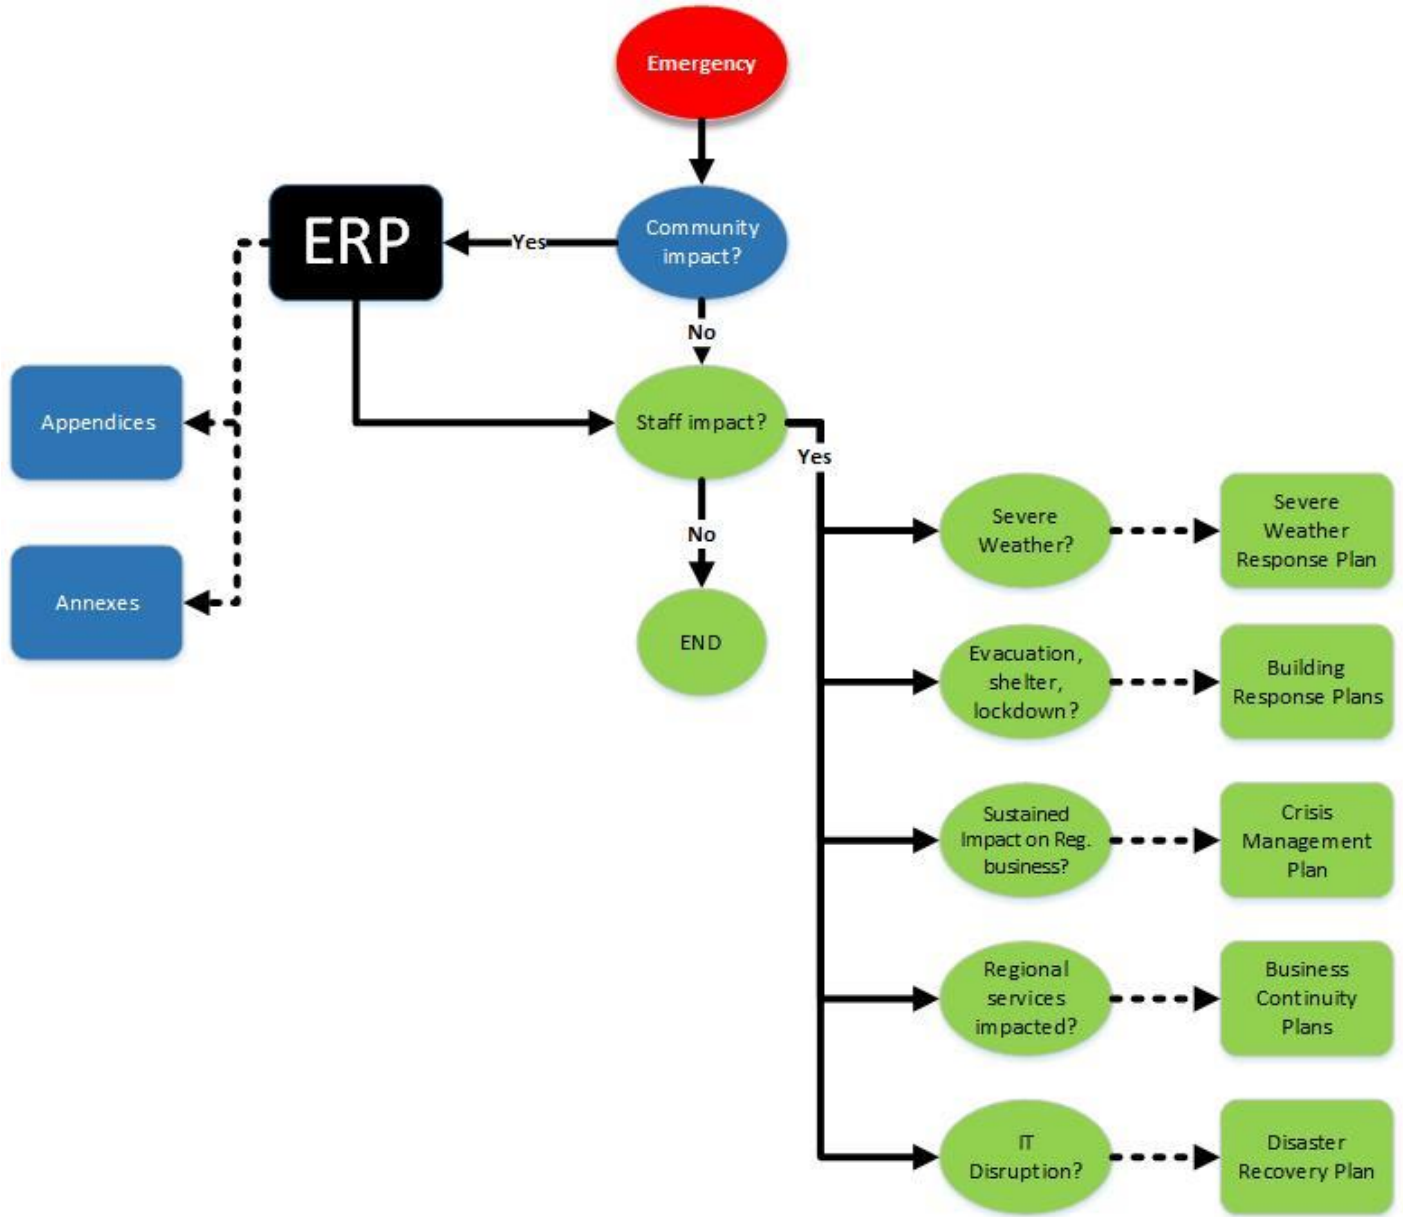 Emergency
Community
impact?
Yes
ERP
No
Staff impact?
Yes
No
END
Appendices
Annexes
Severe
Weather?
Severe
Weather
Response Plan
Evacuation,
shelter,
lockdown?
Building
Response Plans
Sustained
Impact on Reg.
business?
Crisis
Management
Plan
Regional
services
impacted?
Business
Continuity
Plans
IT
Disruption?
Disaster
Recovery Plan